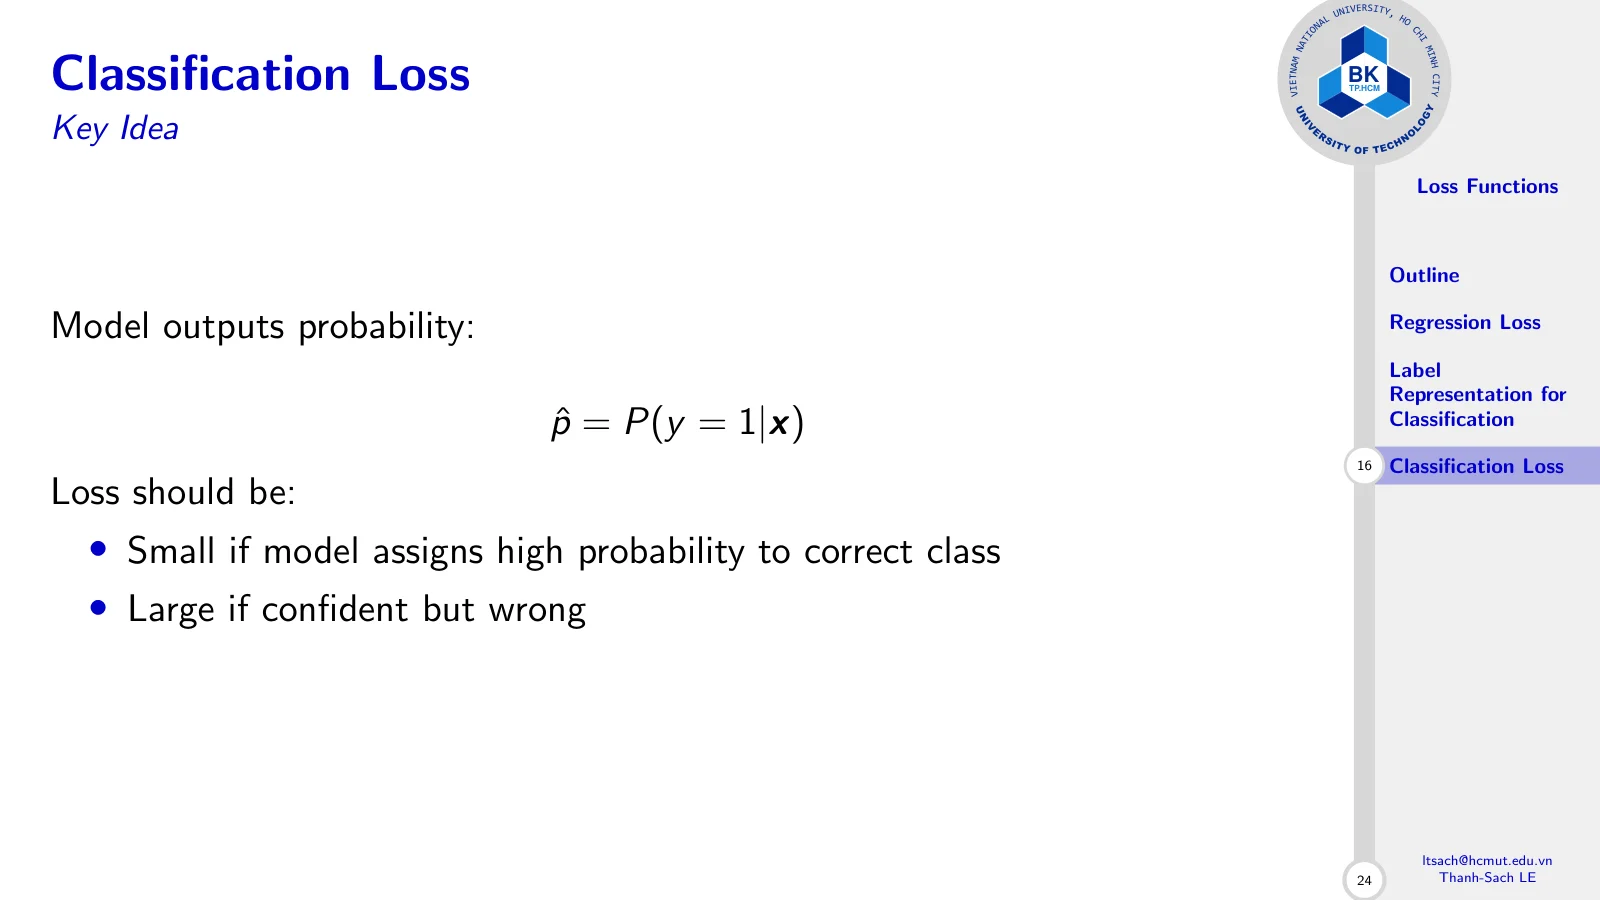 Classification Loss
Key Idea
Model outputs probability:
p̂ = P(y = 1|x)
Loss should be:
• Small if model assigns high probability to correct class
• Large if confident but wrong
VIETNAM NATIONAL UNIVERSITY, HO CHI MINH CITY
BK
TP.HCM
UNIVERSITY OF TECHNOLOGY
Loss Functions
Outline
Regression Loss
Label
Representation for
Classification
16 Classification Loss
ltsach@hcmut.edu.vn
Thanh-Sach LE
24